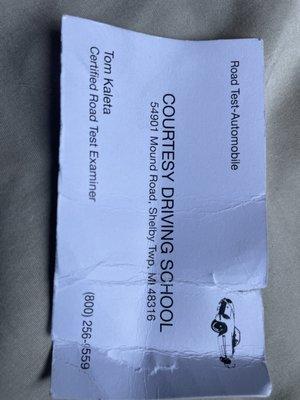 Road Test-Automobile
COURTESY DRIVING SCHOOL
54901 Mound Road, Shelby Twp, MI 48316
Tom Kaleta
Certified Road Test Examiner
(800) 256-9559